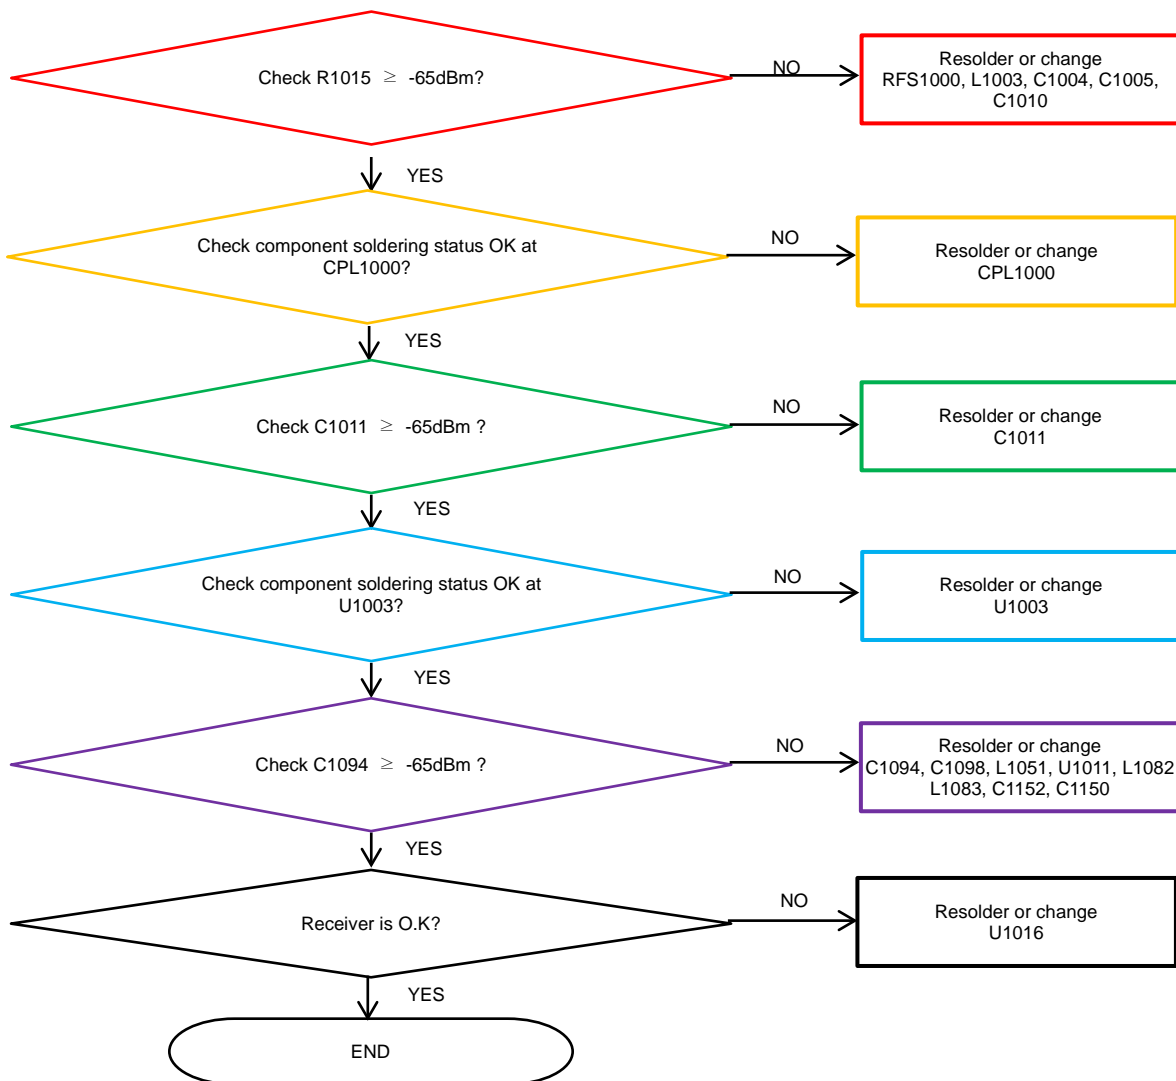 Check R1015 ≥ -65dBm?
NO
Resolder or change
RFS1000, L1003, C1004, C1005,
C1010
YES
Check component soldering status OK at
CPL1000?
NO
Resolder or change
CPL1000
YES
Check C1011 ≥ -65dBm ?
NO
Resolder or change
C1011
YES
Check component soldering status OK at
U1003?
NO
Resolder or change
U1003
YES
Check C1094 ≥ -65dBm ?
NO
Resolder or change
C1094, C1098, L1051, U1011, L1082
L1083, C1152, C1150
YES
Receiver is O.K?
NO
Resolder or change
U1016
YES
END